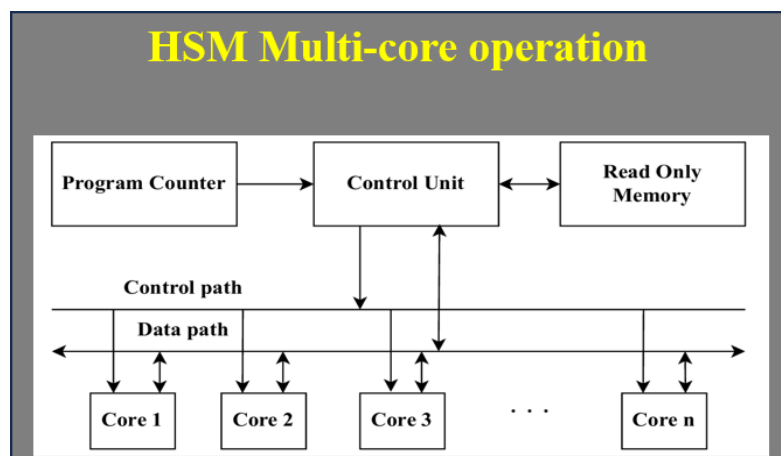 HSM Multi-core operation
Program Counter
Control Unit
Read Only
Memory
Control path
Data path
Core 1
Core 2
Core 3
. . .
Core n